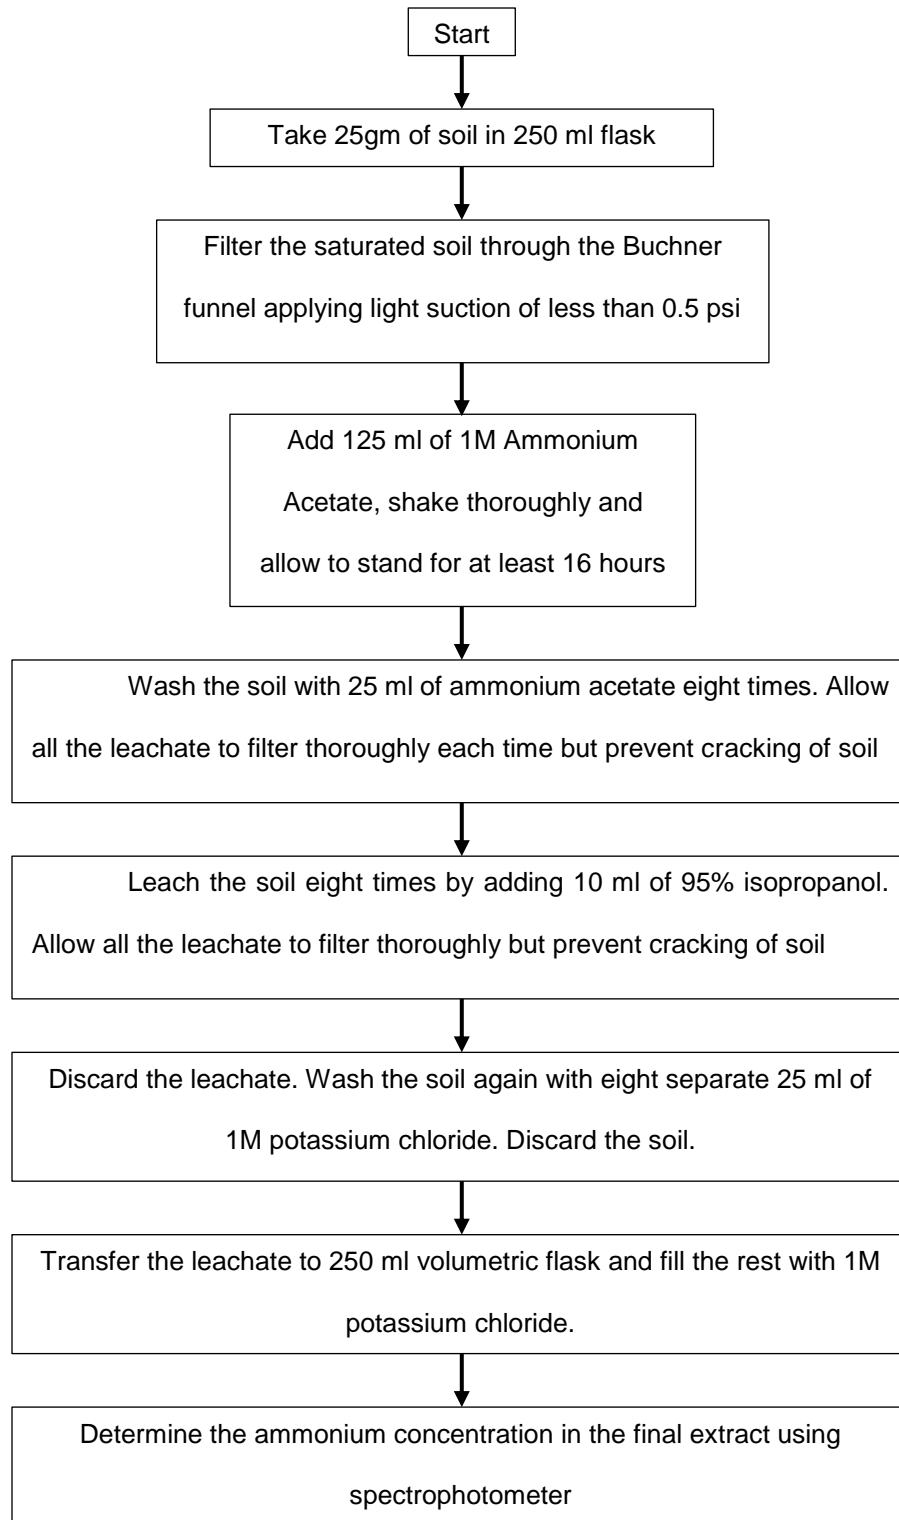 Start
Take 25gm of soil in 250 ml flask
Filter the saturated soil through the Buchner
funnel applying light suction of less than 0.5 psi
Add 125 ml of 1M Ammonium
Acetate, shake thoroughly and
allow to stand for at least 16 hours
Wash the soil with 25 ml of ammonium acetate eight times. Allow
all the leachate to filter thoroughly each time but prevent cracking of soil
Leach the soil eight times by adding 10 ml of 95% isopropanol.
Allow all the leachate to filter thoroughly but prevent cracking of soil
Discard the leachate. Wash the soil again with eight separate 25 ml of
1M potassium chloride. Discard the soil.
Transfer the leachate to 250 ml volumetric flask and fill the rest with 1M
potassium chloride.
Determine the ammonium concentration in the final extract using
spectrophotometer